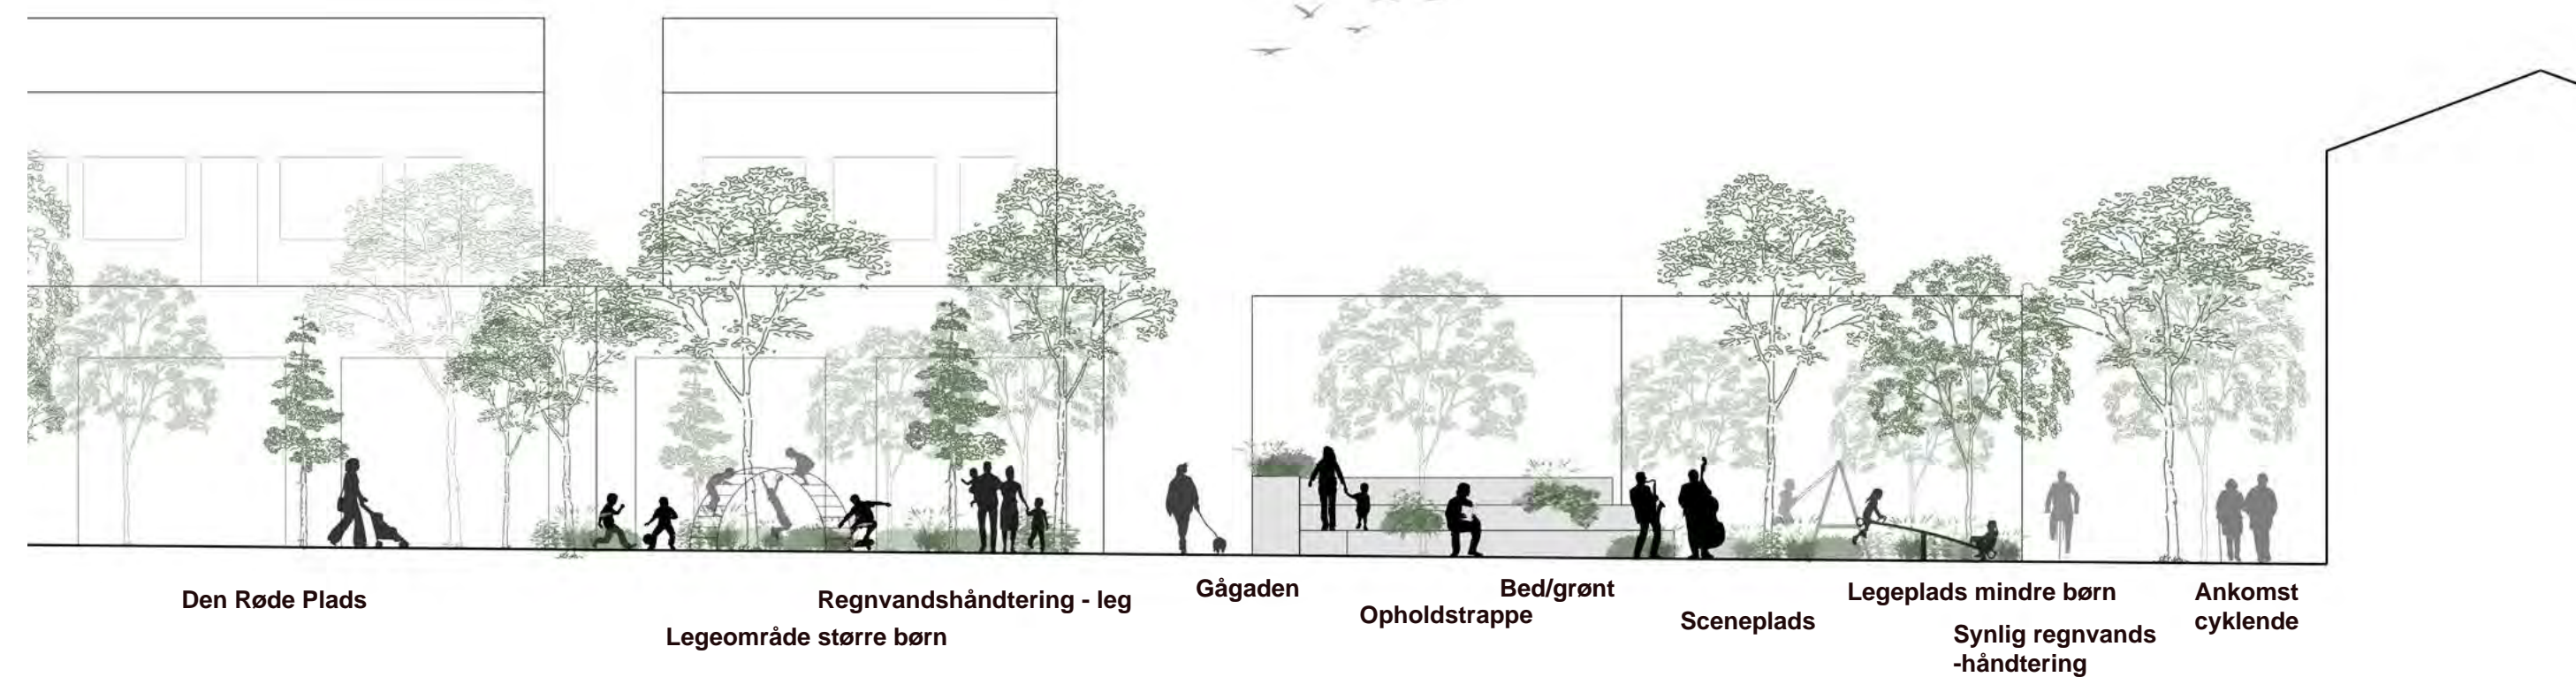 Den Røde Plads
Legeområde større børn
Regnvandshåndtering - leg
Gågaden
Opholdstrappe
Bed/grønt
Sceneplads
Legeplads mindre børn
Synlig regnvands
-håndtering
Ankomst
cyklende